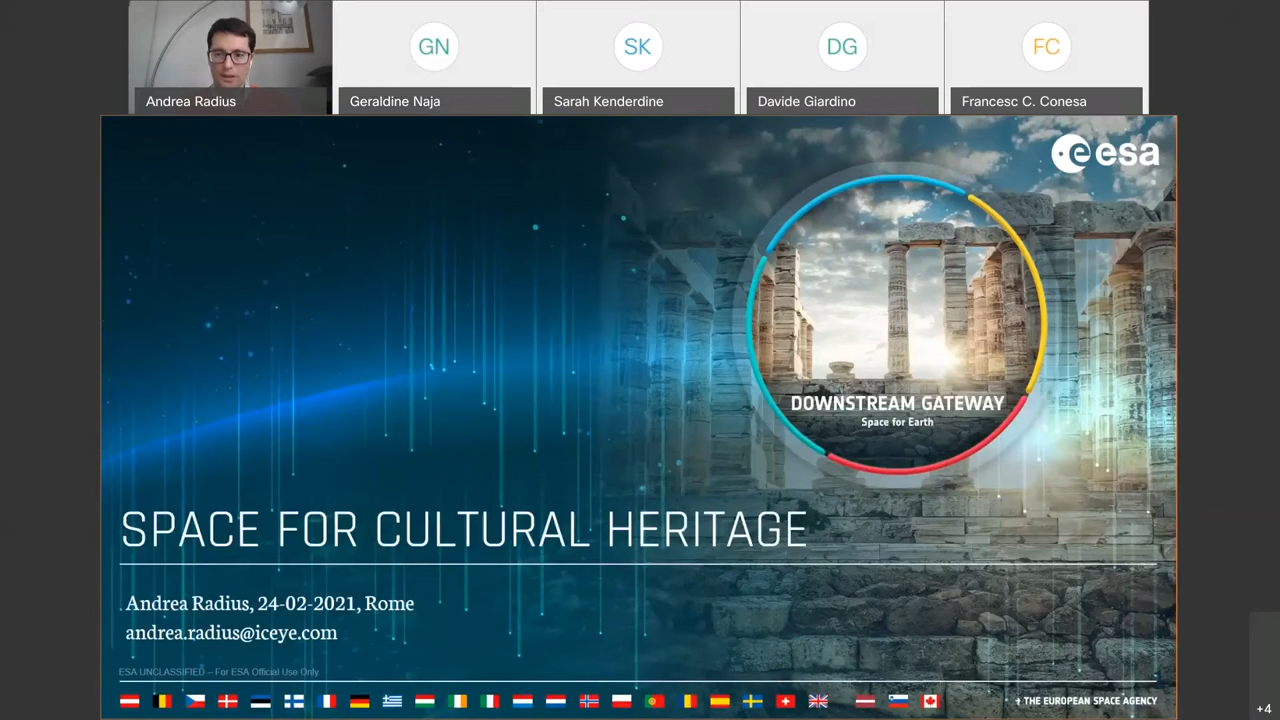 GN
SK
DG
FC
Andrea Radius
Geraldine Naja
Sarah Kenderdine
Davide Giardino
Francesc C. Conesa
esa
DOWNSTREAM GATEWAY
Space for Earth
SPACE FOR CULTURAL HERITAGE
Andrea Radius, 24-02-2021, Rome
andrea.radius@iceye.com
ESA UNCLASSIFIED – For ESA Official Use Only
→ THE EUROPEAN SPACE AGENCY
+4